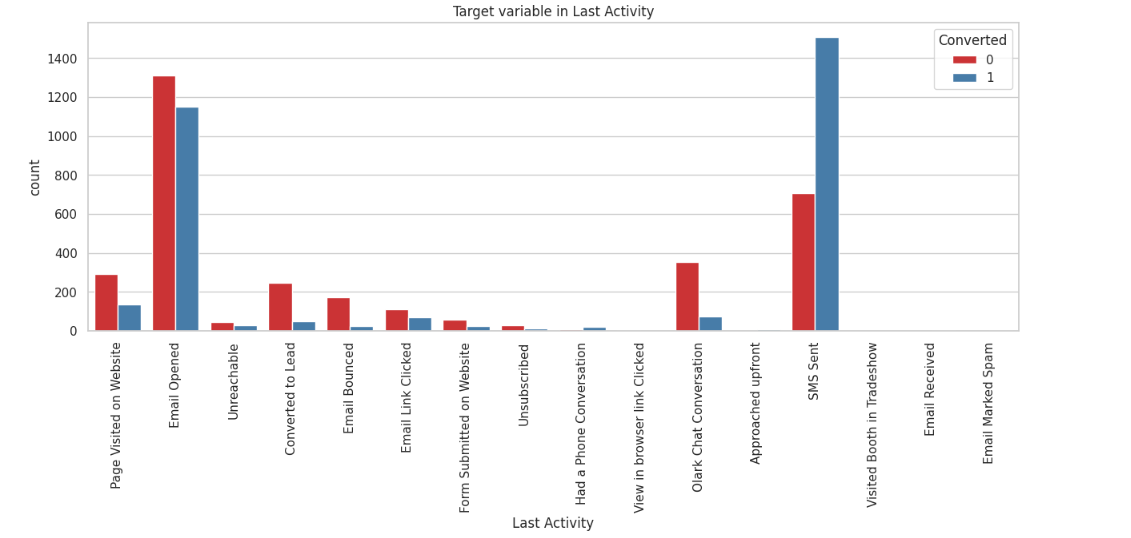 Target variable in Last Activity
Converted
0
1
1400
1200
1000
800
600
400
200
0
count
Page Visited on Website
Email Opened
Unreachable
Converted to Lead
Email Bounced
Email Link Clicked
Form Submitted on Website
Unsubscribed
Had a Phone Conversation
View in browser link Clicked
Olark Chat Conversation
Approached upfront
SMS Sent
Visited Booth in Tradeshow
Email Received
Email Marked Spam
Last Activity